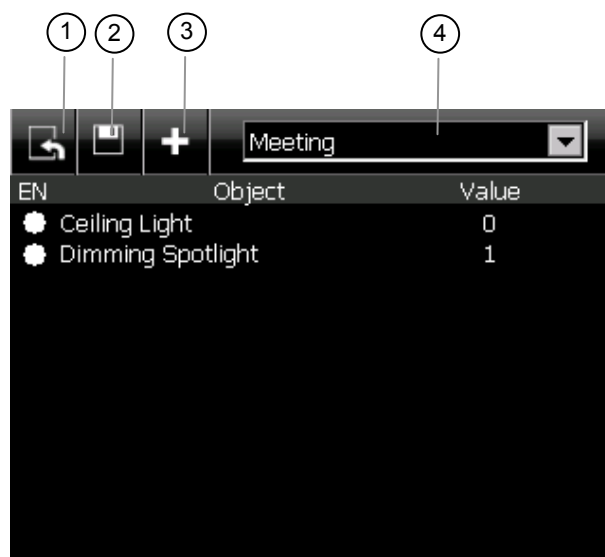 1 2 3 4
Meeting
EN Object Value
Ceiling Light 0
Dimming Spotlight 1